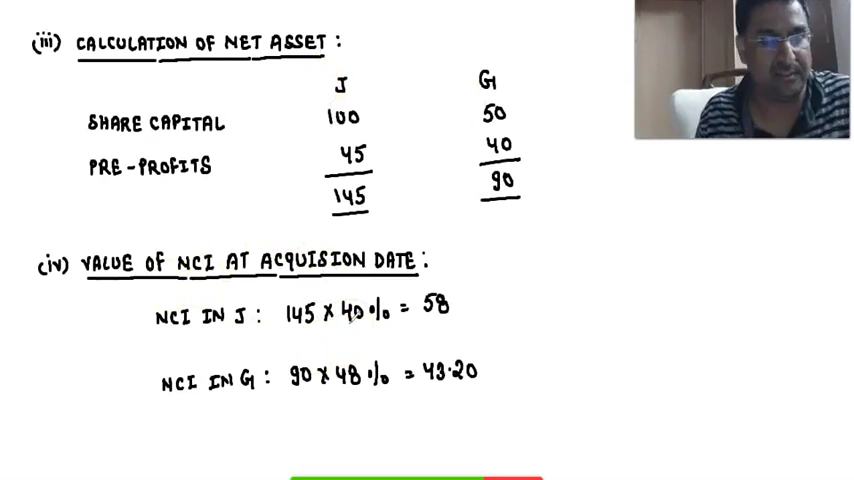 (iii) CALCULATION OF NET ASSET :
J G
SHARE CAPITAL 100 50
PRE-PROFITS 45 40
145 90
(iv) VALUE OF NCI AT ACQUISION DATE :
NCI IN J : 145 x 40% = 58
NCI IN G : 90 x 48% = 43.20